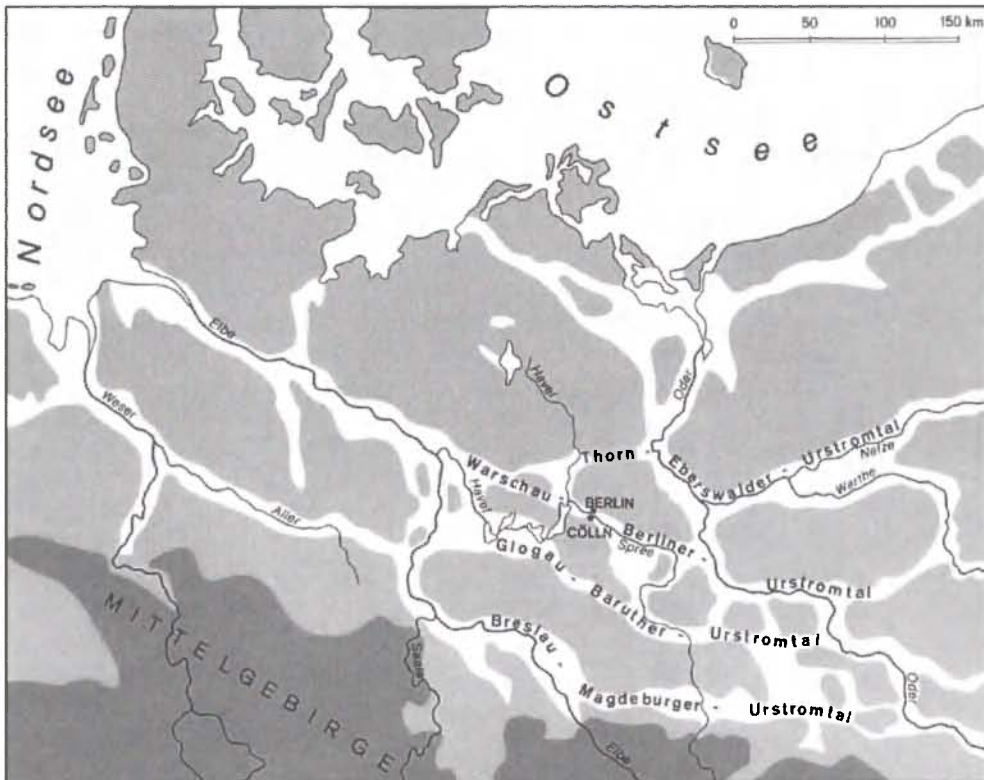 0 50 100 150 km
Nordsee
Ostsee
Elbe
Weser
Aller
Havel
Oder
Thorn - Eberswalder - Urstromtal
Netze
Warthe
Warschau - Berliner - Urstromtal
Havel
BERLIN
CÖLLN
Spree
Glogau - Baruther - Urstromtal
Breslau - Magdeburger - Urstromtal
MITTELGEBIRGE
Saale
Elbe
Oder